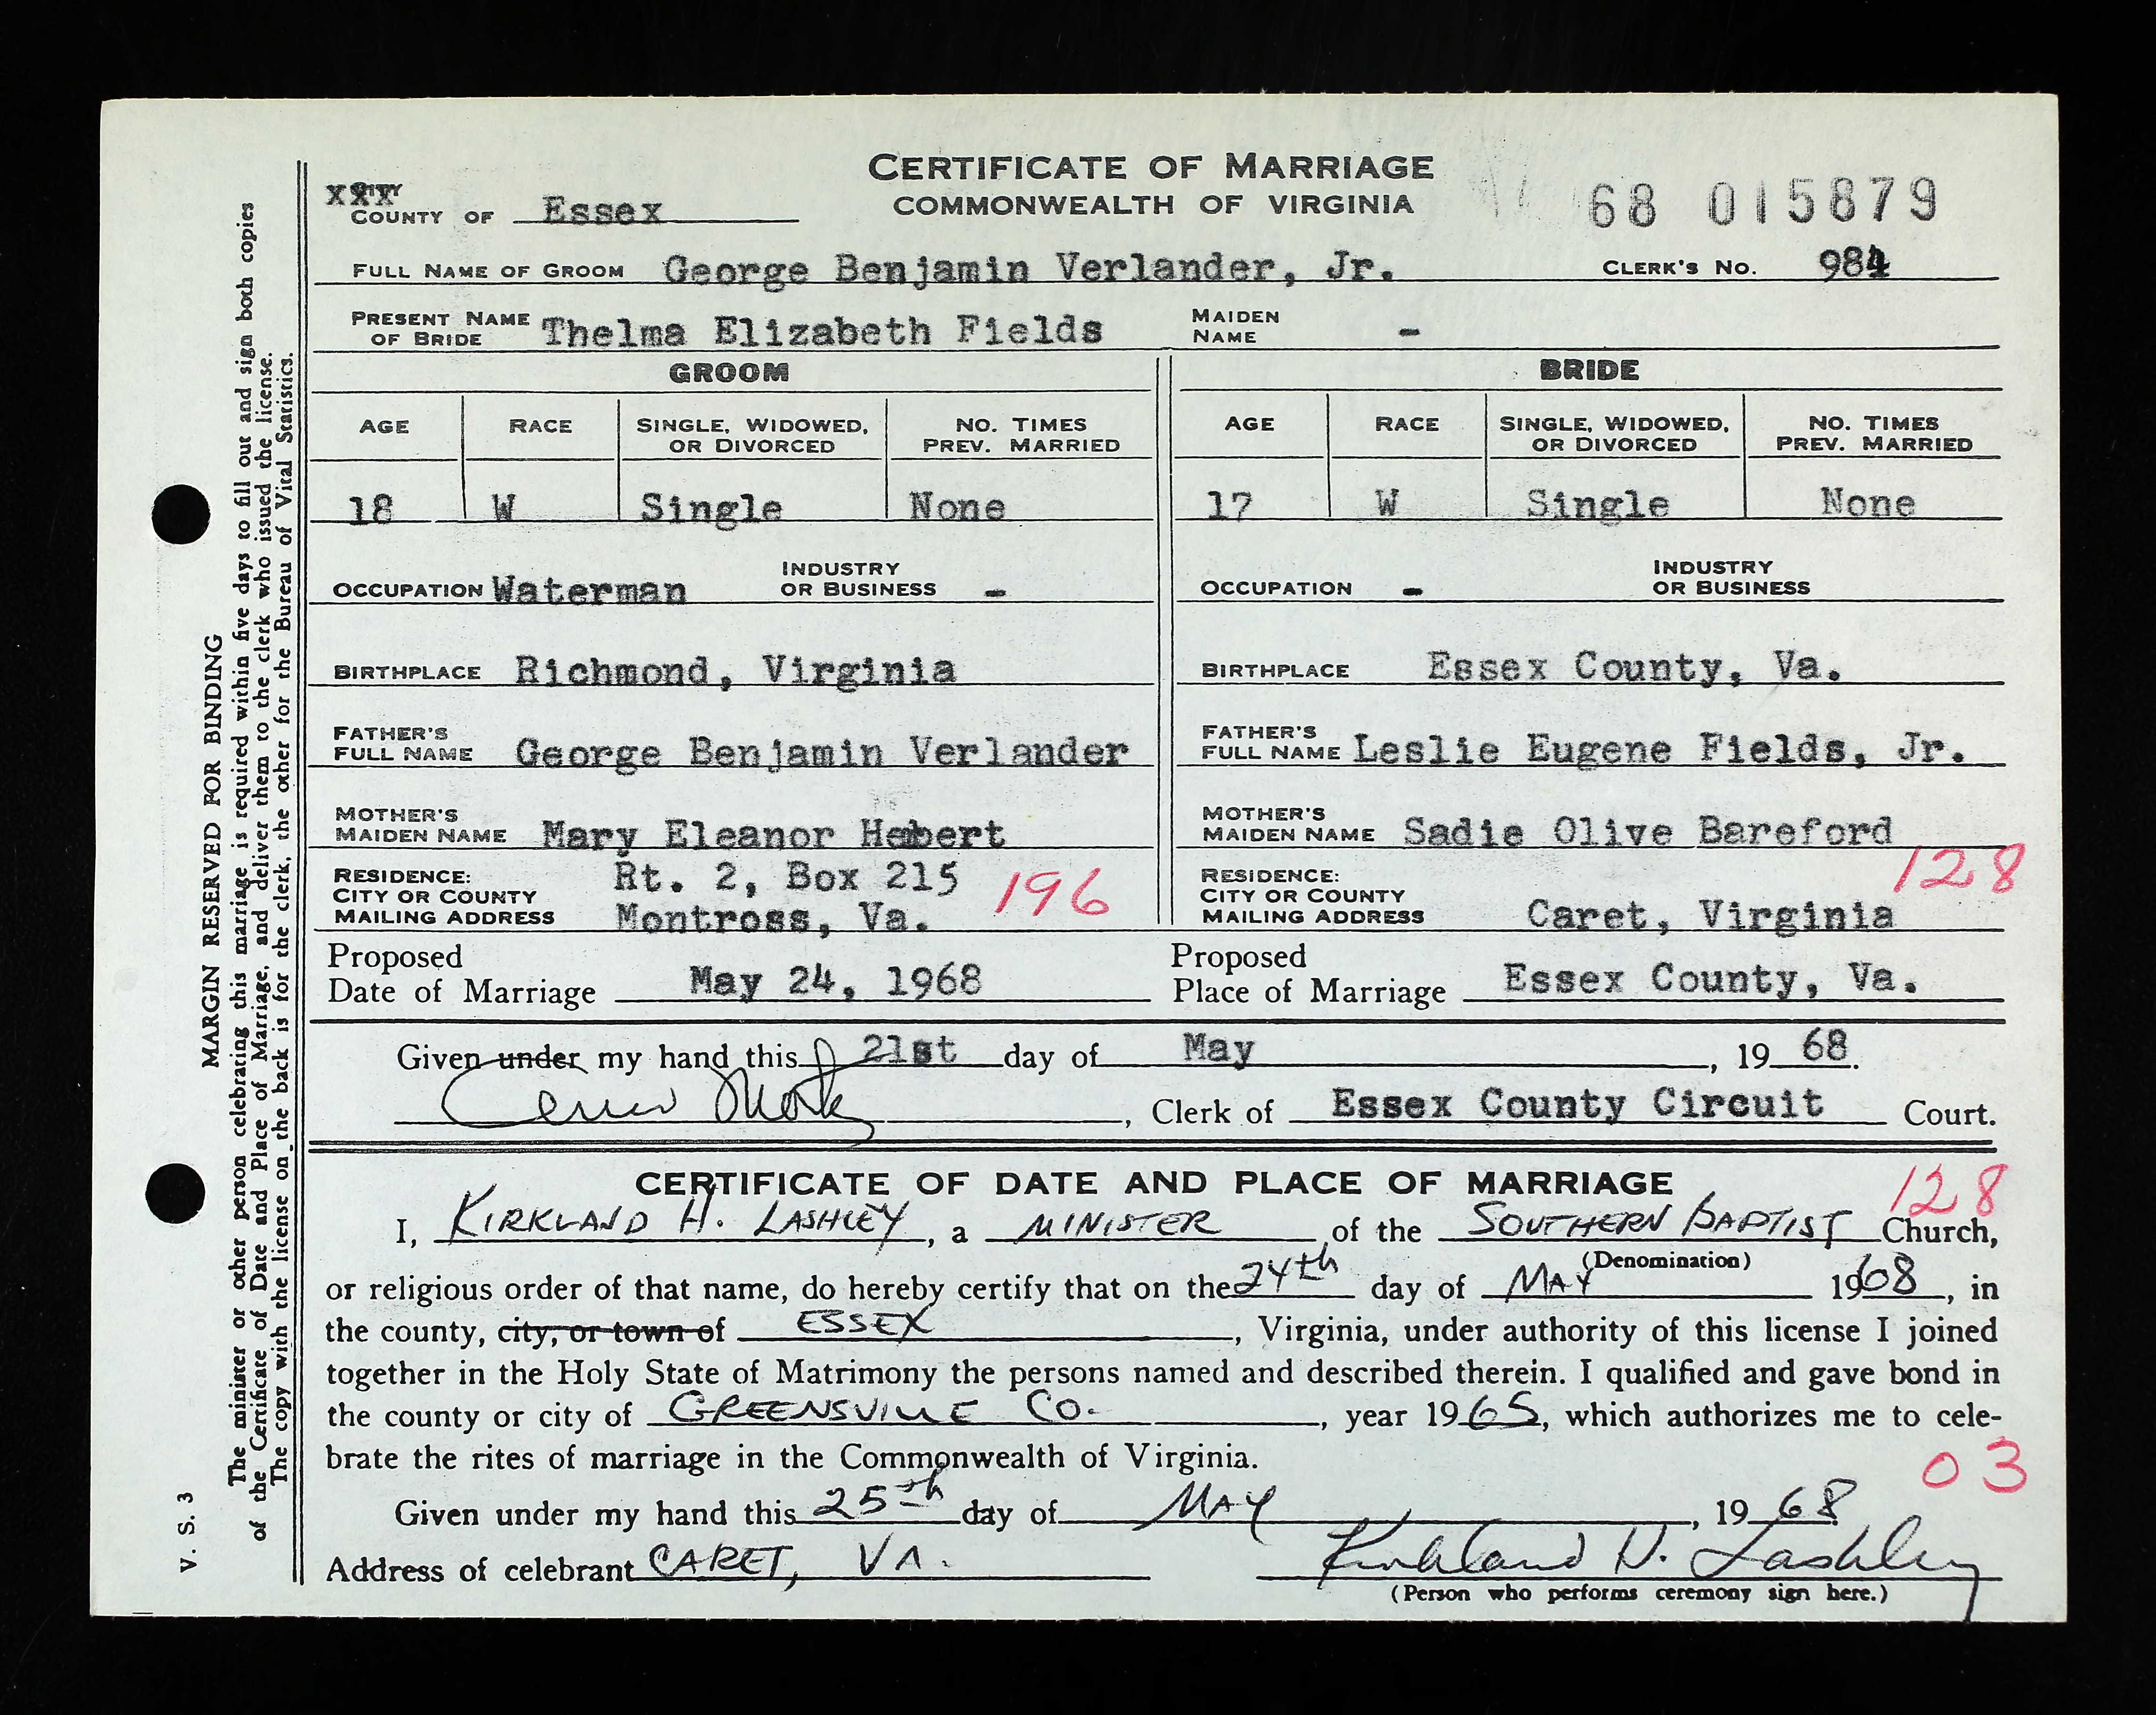 CERTIFICATE OF MARRIAGE
COMMONWEALTH OF VIRGINIA
68 015879
COUNTY OF Essex
FULL NAME OF GROOM George Benjamin Verlander, Jr. CLERK'S NO. 984
PRESENT NAME OF BRIDE Thelma Elizabeth Fields MAIDEN NAME -
GROOM BRIDE
AGE RACE SINGLE, WIDOWED, OR DIVORCED NO. TIMES PREV. MARRIED AGE RACE SINGLE, WIDOWED, OR DIVORCED NO. TIMES PREV. MARRIED
18 W Single None 17 W Single None
OCCUPATION Waterman INDUSTRY OR BUSINESS - OCCUPATION - INDUSTRY OR BUSINESS
BIRTHPLACE Richmond, Virginia BIRTHPLACE Essex County, Va.
FATHER'S FULL NAME George Benjamin Verlander FATHER'S FULL NAME Leslie Eugene Fields, Jr.
MOTHER'S MAIDEN NAME Mary Eleanor Hebert MOTHER'S MAIDEN NAME Sadie Olive Bareford
RESIDENCE: CITY OR COUNTY MAILING ADDRESS Rt. 2, Box 215 Montross, Va. 196 RESIDENCE: CITY OR COUNTY MAILING ADDRESS Caret, Virginia 128
Proposed Date of Marriage May 24, 1968 Proposed Place of Marriage Essex County, Va.
Given under my hand this 21st day of May, 1968.
, Clerk of Essex County Circuit Court.
CERTIFICATE OF DATE AND PLACE OF MARRIAGE 128
I, KIRKLAND H. LASHLEY, a MINISTER of the SOUTHERN BAPTIST Church,
(Denomination)
or religious order of that name, do hereby certify that on the 24th day of MAY 1968, in
the county, city, or town of ESSEX, Virginia, under authority of this license I joined
together in the Holy State of Matrimony the persons named and described therein. I qualified and gave bond in
the county or city of GREENSVILLE CO., year 1965, which authorizes me to cele-
brate the rites of marriage in the Commonwealth of Virginia.
03
Given under my hand this 25th day of MAY, 1968
Address of celebrant CARET, VA. Kirkland H. Lashley
(Person who performs ceremony sign here.)
MARGIN RESERVED FOR BINDING
The minister or other person celebrating this marriage is required within five days to fill out and sign both copies
of the Certificate of Date and Place of Marriage, and deliver them to the clerk who issued the license.
The copy with the license on the back is for the clerk, the other for the Bureau of Vital Statistics.
V. S. 3